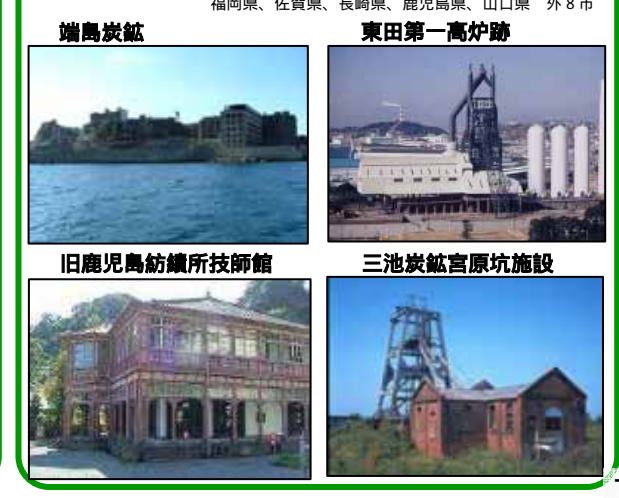 福岡県、佐賀県、長崎県、鹿児島県、山口県　外８市
端島炭鉱
東田第一高炉跡
旧鹿児島紡績所技師館
三池炭鉱宮原坑施設